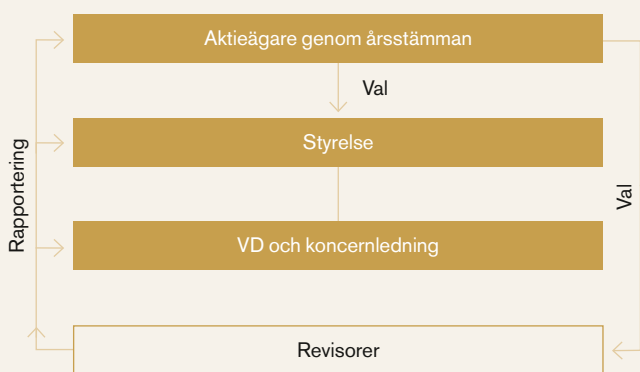 Aktieägare genom årsstämman
Val
Styrelse
Rapportering
Val
VD och koncernledning
Revisorer